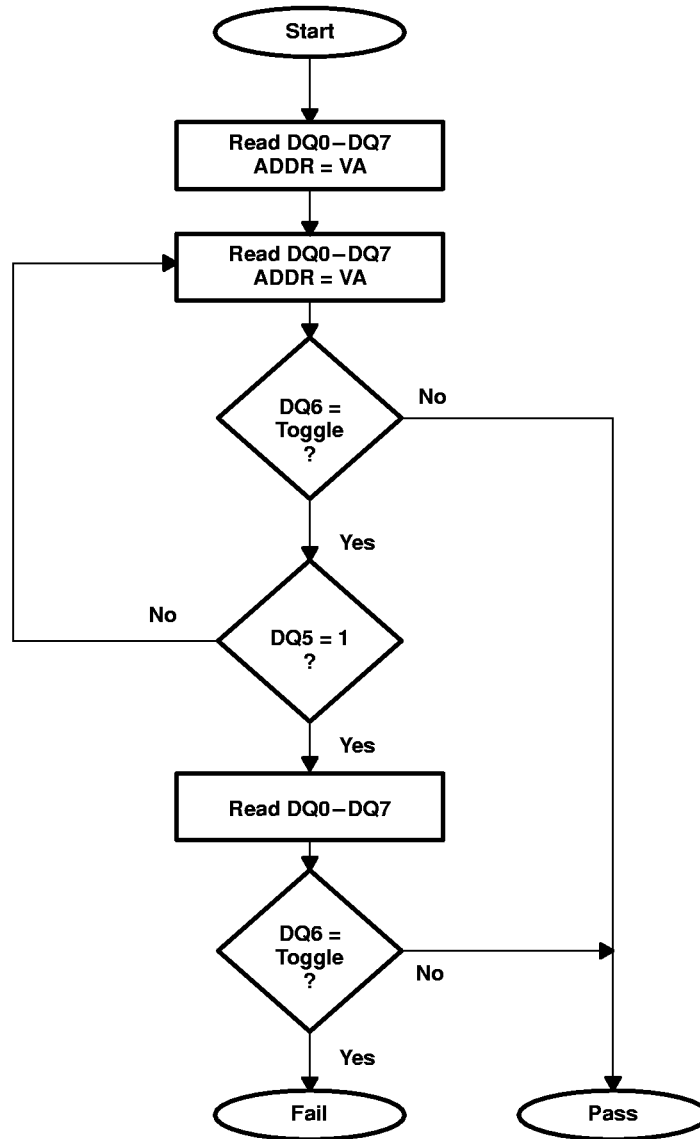 Start
Read DQ0–DQ7
ADDR = VA
Read DQ0–DQ7
ADDR = VA
DQ6 =
Toggle
?
No
Yes
DQ5 = 1
?
No
Yes
Read DQ0–DQ7
DQ6 =
Toggle
?
No
Yes
Fail
Pass